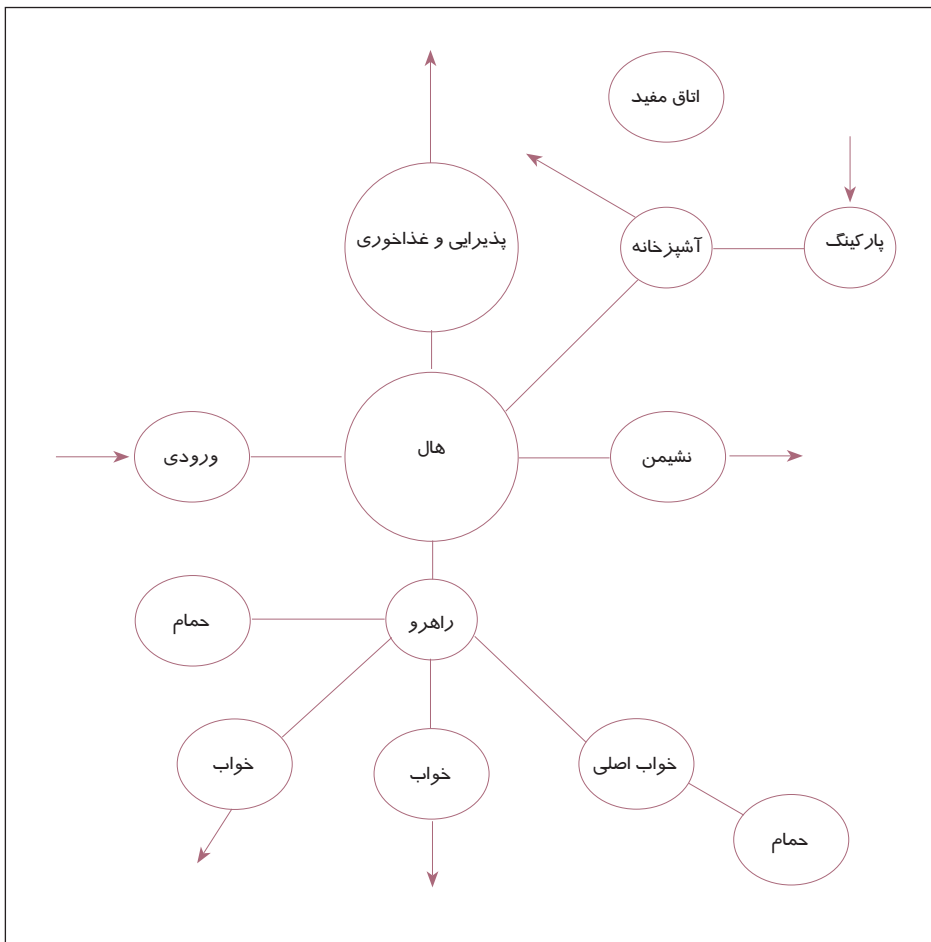 اتاق مفید
پذیرایی و غذاخوری
آشپزخانه
پارکینگ
هال
ورودی
نشیمن
حمام
راهرو
خواب
خواب
خواب اصلی
حمام